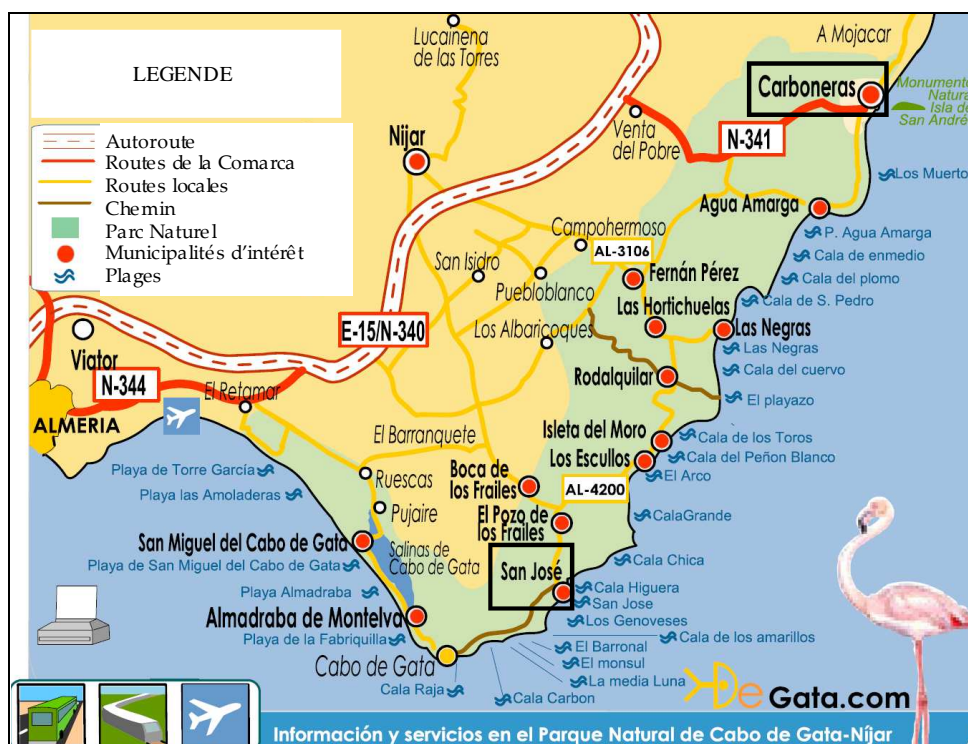 LEGENDE
Autoroute
Routes de la Comarca
Routes locales
Chemin
Parc Naturel
Municipalités d'intérêt
Plages
Lucainena
de las Torres
A Mojacar
Carboneras
Monumento
Natura
Isla de
San André
Venta
del Pobre
N-341
Níjar
Los Muerto
Agua Amarga
P. Agua Amarga
Campohermoso
AL-3106
Cala de enmedio
San Isidro
Puebloblanco
Fernán Pérez
Cala del plomo
Cala de S. Pedro
Las Hortichuelas
E-15/N-340
Los Albaricoques
Las Negras
Las Negras
Viator
Cala del cuervo
N-344
El Retamar
Rodalquilar
El playazo
ALMERIA
El Barranquete
Isleta del Moro
Cala de los Toros
Los Escullos
Cala del Peñon Blanco
Playa de Torre García
Ruescas
Boca de
los Frailes
El Arco
Playa las Amoladeras
AL-4200
Pujaire
El Pozo de
los Frailes
CalaGrande
San Miguel del Cabo de Gata
Salinas de
Cabo de Gata
Playa de San Miguel del Cabo de Gata
Cala Chica
San José
Playa Almadraba
Cala Higuera
San Jose
Almadraba de Montelva
Los Genoveses
Playa de la Fabriquilla
Cala de los amarillos
El Barronal
Cabo de Gata
El monsul
La media Luna
Cala Raja
Cala Carbon
De Gata.com
Información y servicios en el Parque Natural de Cabo de Gata-Níjar